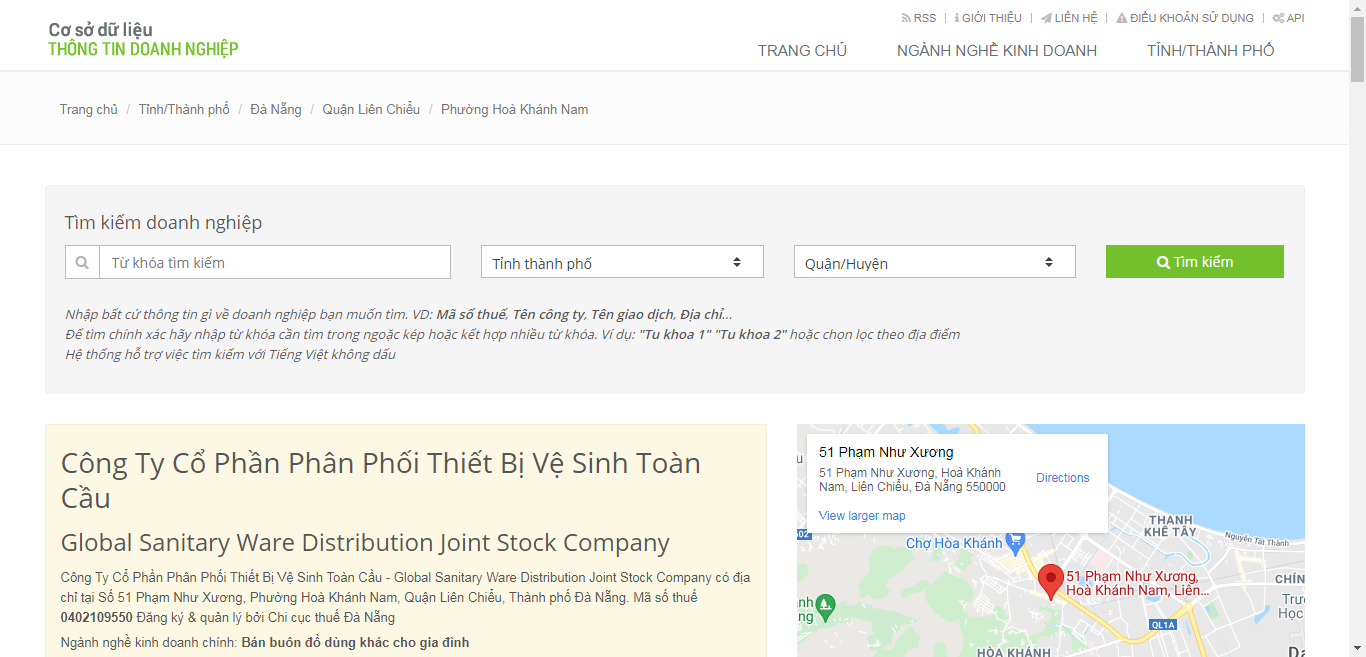 Cơ sở dữ liệu
THÔNG TIN DOANH NGHIỆP
RSS | GIỚI THIỆU | LIÊN HỆ | ĐIỀU KHOẢN SỬ DỤNG | API
TRANG CHỦ NGÀNH NGHỀ KINH DOANH TỈNH/THÀNH PHỐ
Trang chủ / Tỉnh/Thành phố / Đà Nẵng / Quận Liên Chiểu / Phường Hoà Khánh Nam
Tìm kiếm doanh nghiệp
Từ khóa tìm kiếm Tỉnh thành phố Quận/Huyện Tìm kiếm
Nhập bất cứ thông tin gì về doanh nghiệp bạn muốn tìm. VD: Mã số thuế, Tên công ty, Tên giao dịch, Địa chỉ...
Để tìm chính xác hãy nhập từ khóa cần tìm trong ngoặc kép hoặc kết hợp nhiều từ khóa. Ví dụ: "Tu khoa 1" "Tu khoa 2" hoặc chọn lọc theo địa điểm
Hệ thống hỗ trợ việc tìm kiếm với Tiếng Việt không dấu
Công Ty Cổ Phần Phân Phối Thiết Bị Vệ Sinh Toàn
Cầu
Global Sanitary Ware Distribution Joint Stock Company
Công Ty Cổ Phần Phân Phối Thiết Bị Vệ Sinh Toàn Cầu - Global Sanitary Ware Distribution Joint Stock Company có địa
chỉ tại Số 51 Phạm Như Xương, Phường Hoà Khánh Nam, Quận Liên Chiểu, Thành phố Đà Nẵng. Mã số thuế
0402109550 Đăng ký & quản lý bởi Chi cục thuế Đà Nẵng
Ngành nghề kinh doanh chính: Bán buôn đồ dùng khác cho gia đình
51 Phạm Như Xương
51 Phạm Như Xương, Hoà Khánh
Nam, Liên Chiểu, Đà Nẵng 550000
Directions
View larger map
THANH
KHÊ TÂY
Nguyễn Tất Thành
Chợ Hòa Khánh
51 Phạm Như Xương,
Hoà Khánh Nam, Liên...
CHÍN
QL1A
HÒA KHÁNH